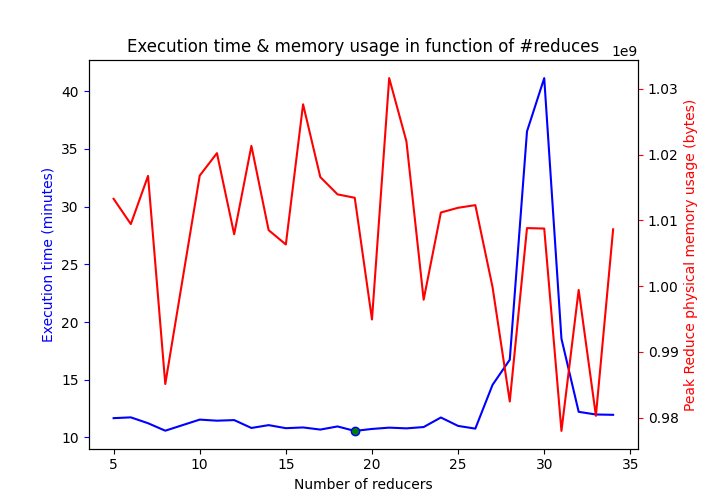 Execution time & memory usage in function of #reduces
1e9
Execution time (minutes)
40
35
30
25
20
15
10
1.03
1.02
1.01
1.00
0.99
0.98
Peak Reduce physical memory usage (bytes)
5 10 15 20 25 30 35
Number of reducers